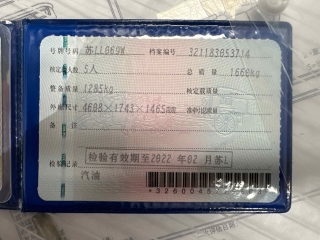 号牌号码 苏LL069W 档案编号 321183053714
核定载人数 5人 总质量 1660kg
整备质量 1285kg 核定载质量
外廓尺寸 4698×1743×1465mm 准牵引总质量
备注
检验记录 检验有效期至2022年02月苏L
汽油